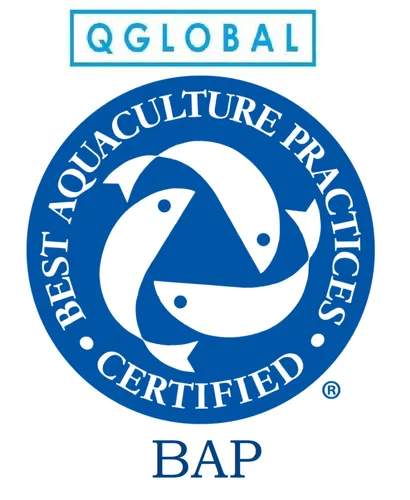 QGLOBAL
BEST AQUACULTURE PRACTICES
• CERTIFIED •
®
BAP